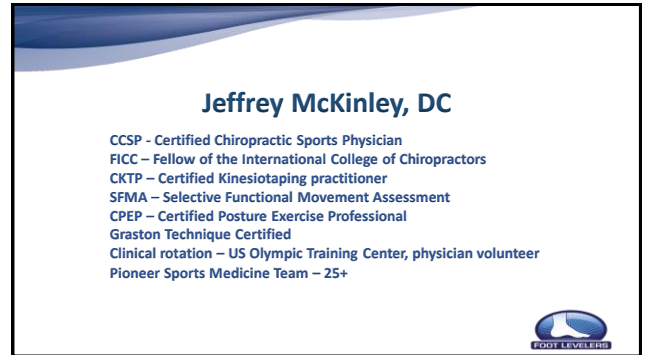 Jeffrey McKinley, DC
CCSP - Certified Chiropractic Sports Physician
FICC – Fellow of the International College of Chiropractors
CKTP – Certified Kinesiotaping practitioner
SFMA – Selective Functional Movement Assessment
CPEP – Certified Posture Exercise Professional
Graston Technique Certified
Clinical rotation – US Olympic Training Center, physician volunteer
Pioneer Sports Medicine Team – 25+
FOOT LEVELERS